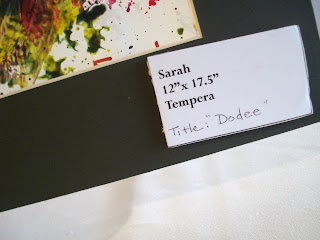 Sarah
12”x 17.5”
Tempera
Title: "Dodee"